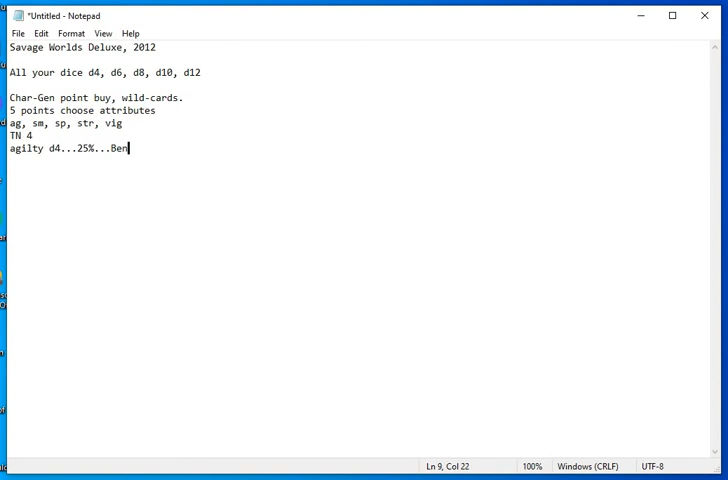 *Untitled - Notepad
File Edit Format View Help
Savage Worlds Deluxe, 2012
All your dice d4, d6, d8, d10, d12
Char-Gen point buy, wild-cards.
5 points choose attributes
ag, sm, sp, str, vig
TN 4
agilty d4...25%...Ben
Ln 9, Col 22 100% Windows (CRLF) UTF-8